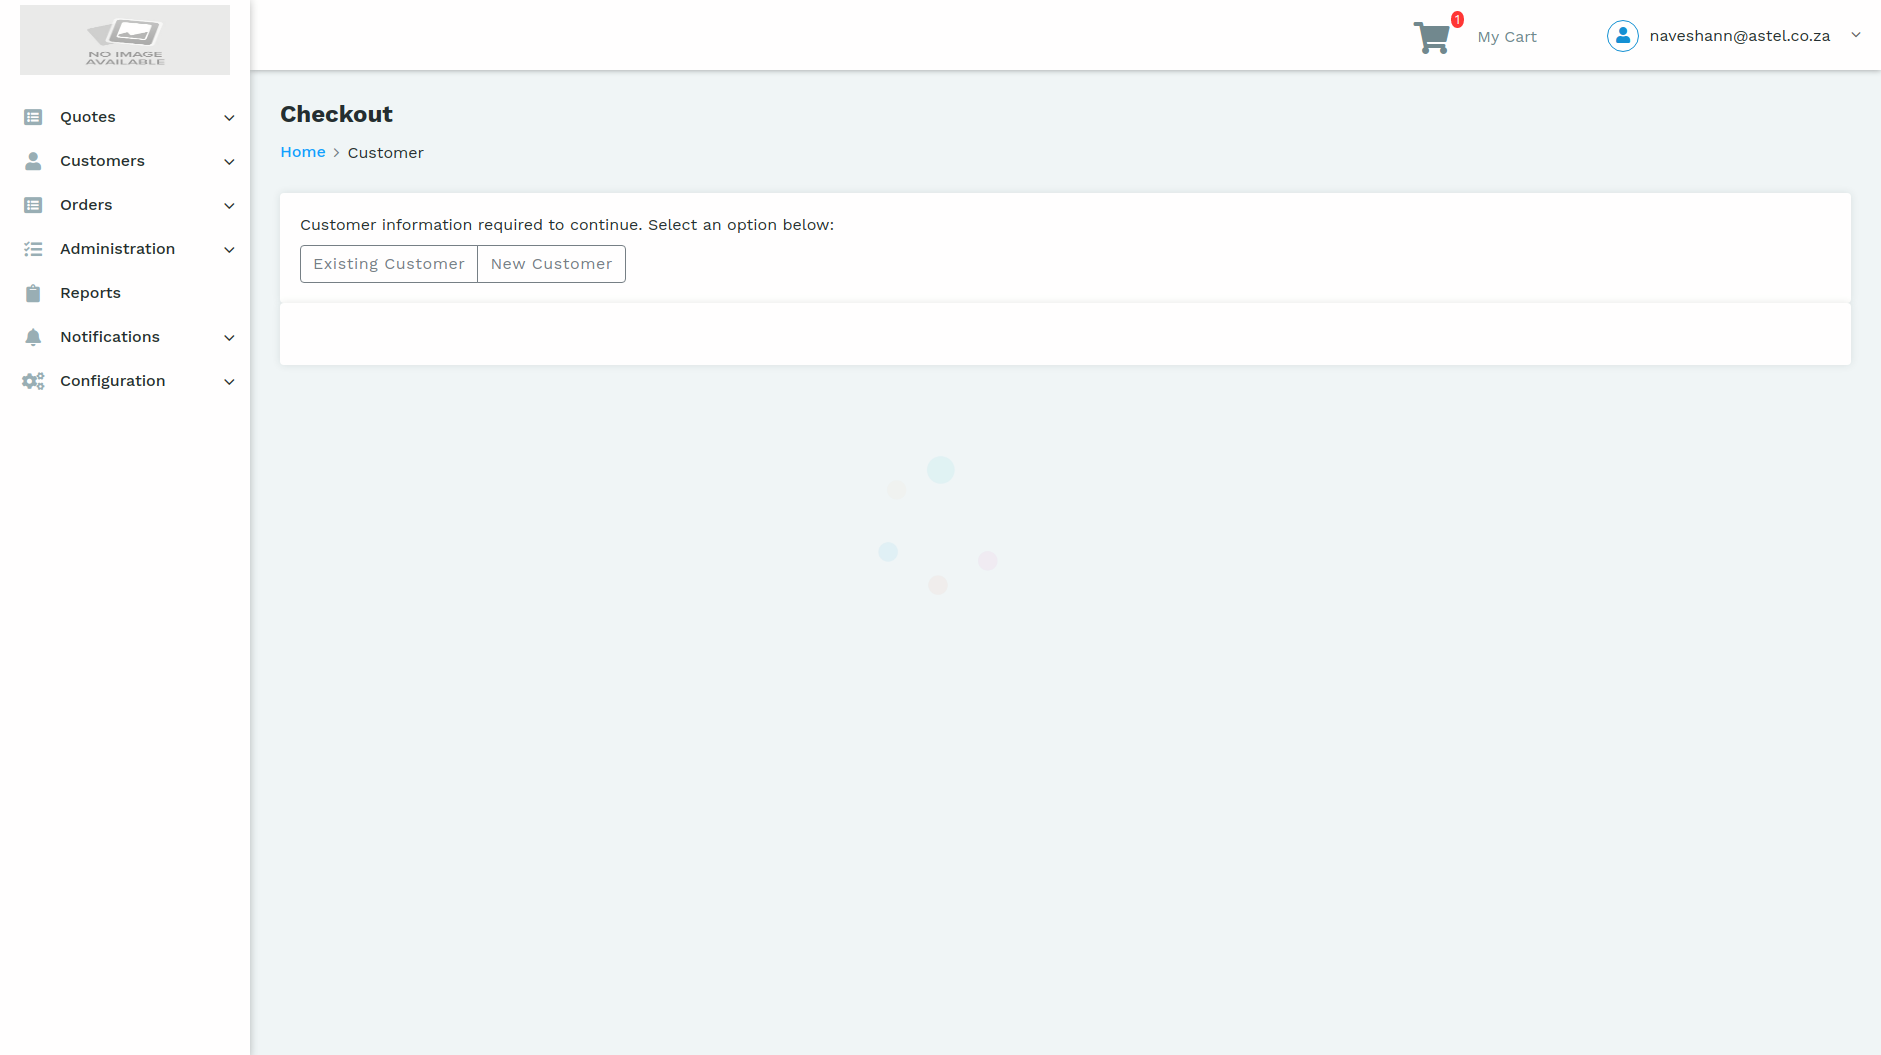 NO IMAGE
AVAILABLE
Quotes
Customers
Orders
Administration
Reports
Notifications
Configuration
1
My Cart
naveshann@astel.co.za
Checkout
Home > Customer
Customer information required to continue. Select an option below:
Existing Customer New Customer